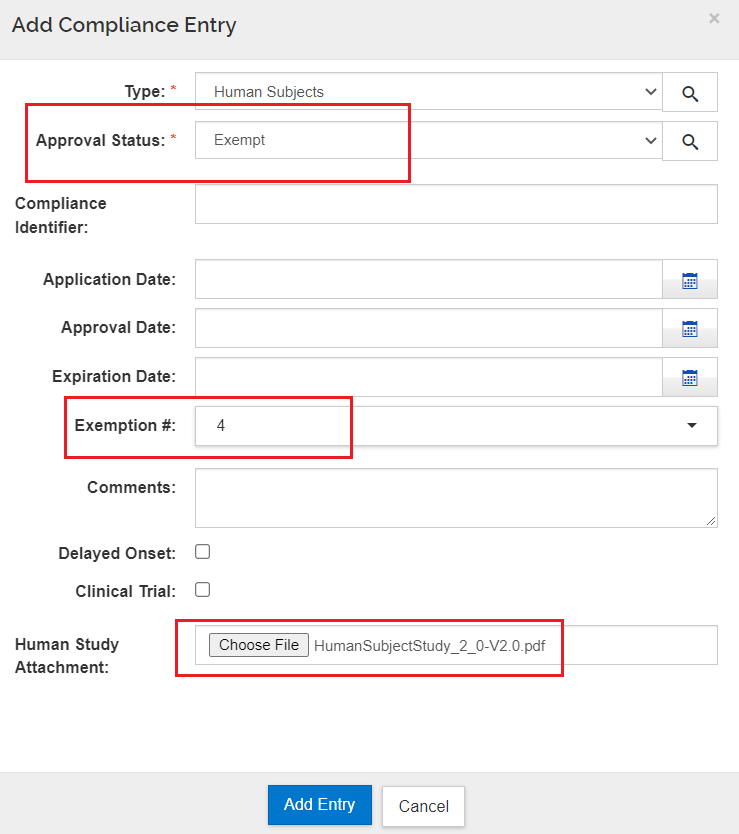 Add Compliance Entry ×
Type: * Human Subjects
Approval Status: * Exempt
Compliance
Identifier:
Application Date:
Approval Date:
Expiration Date:
Exemption #: 4
Comments:
Delayed Onset:
Clinical Trial:
Human Study
Attachment:
Choose File HumanSubjectStudy_2_0-V2.0.pdf
Add Entry Cancel